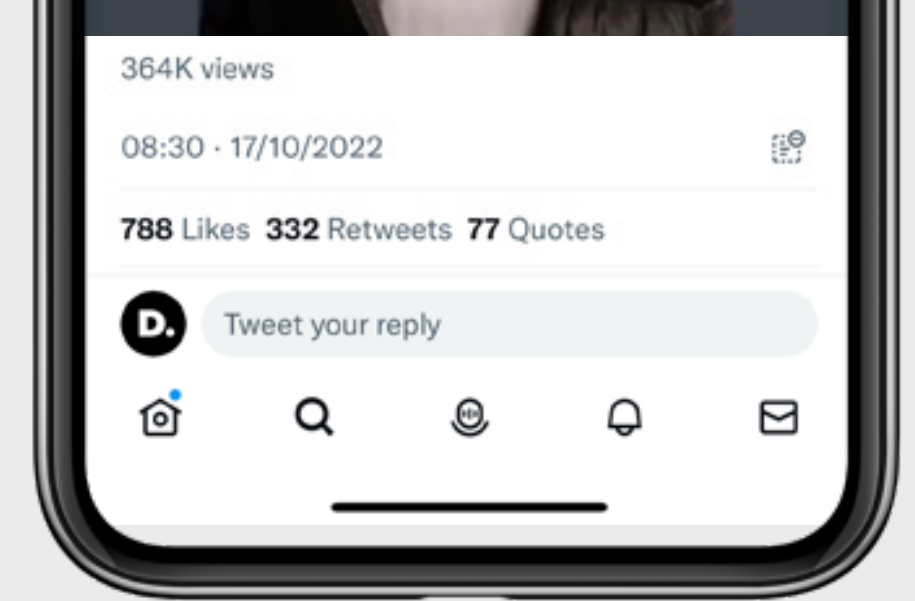 364K views
08:30 · 17/10/2022
788 Likes 332 Retweets 77 Quotes
D. Tweet your reply